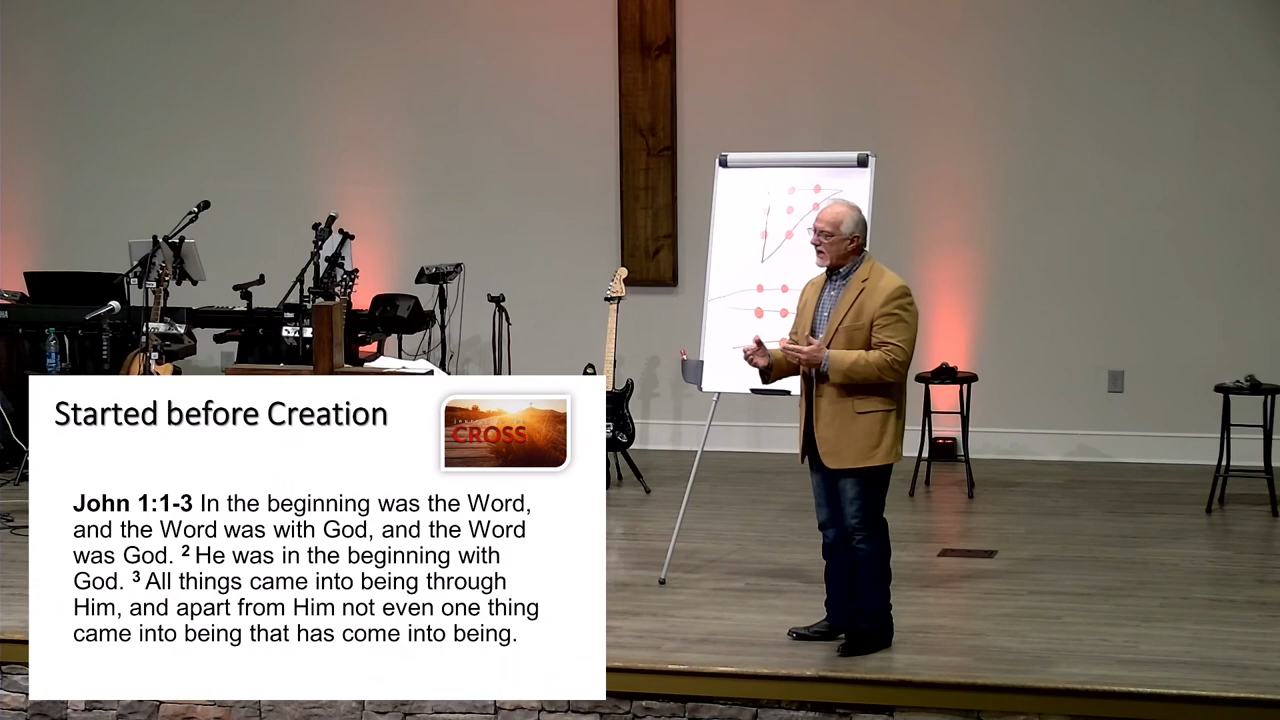 Started before Creation
CROSS
John 1:1-3 In the beginning was the Word,
and the Word was with God, and the Word
was God. 2 He was in the beginning with
God. 3 All things came into being through
Him, and apart from Him not even one thing
came into being that has come into being.